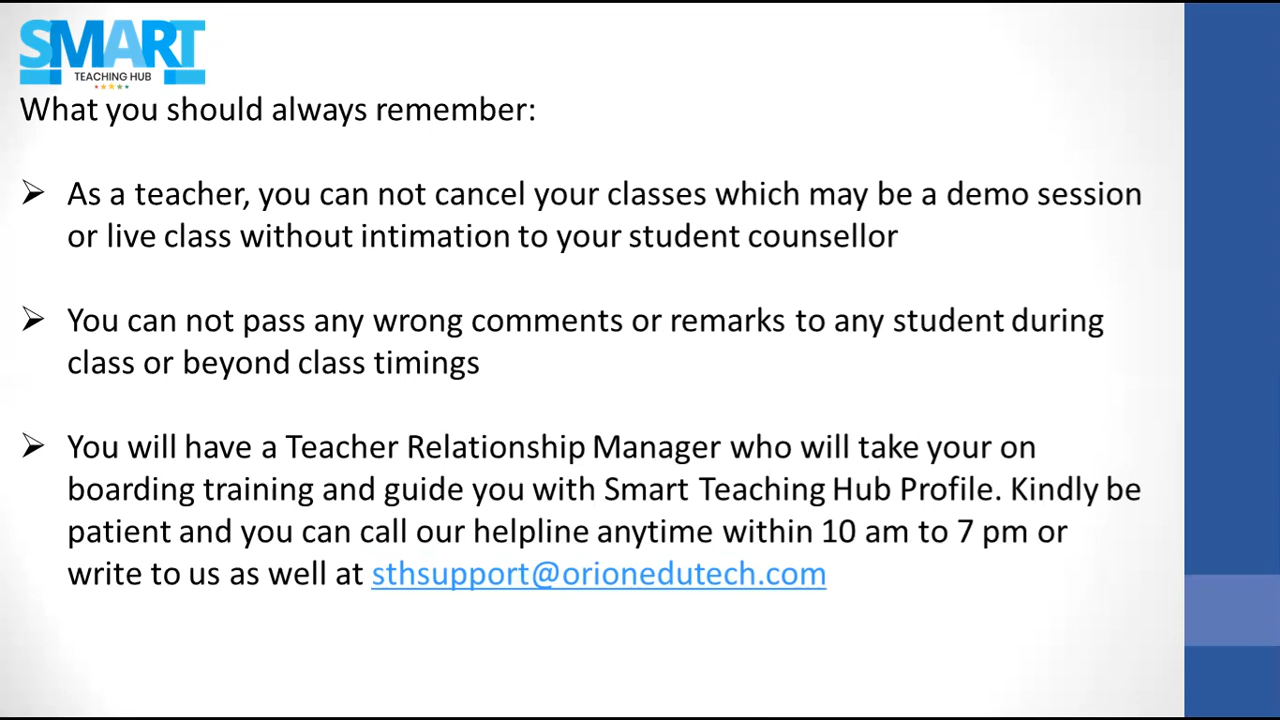 SMART
TEACHING HUB
What you should always remember:
As a teacher, you can not cancel your classes which may be a demo session
or live class without intimation to your student counsellor
You can not pass any wrong comments or remarks to any student during
class or beyond class timings
You will have a Teacher Relationship Manager who will take your on
boarding training and guide you with Smart Teaching Hub Profile. Kindly be
patient and you can call our helpline anytime within 10 am to 7 pm or
write to us as well at sthsupport@orionedutech.com